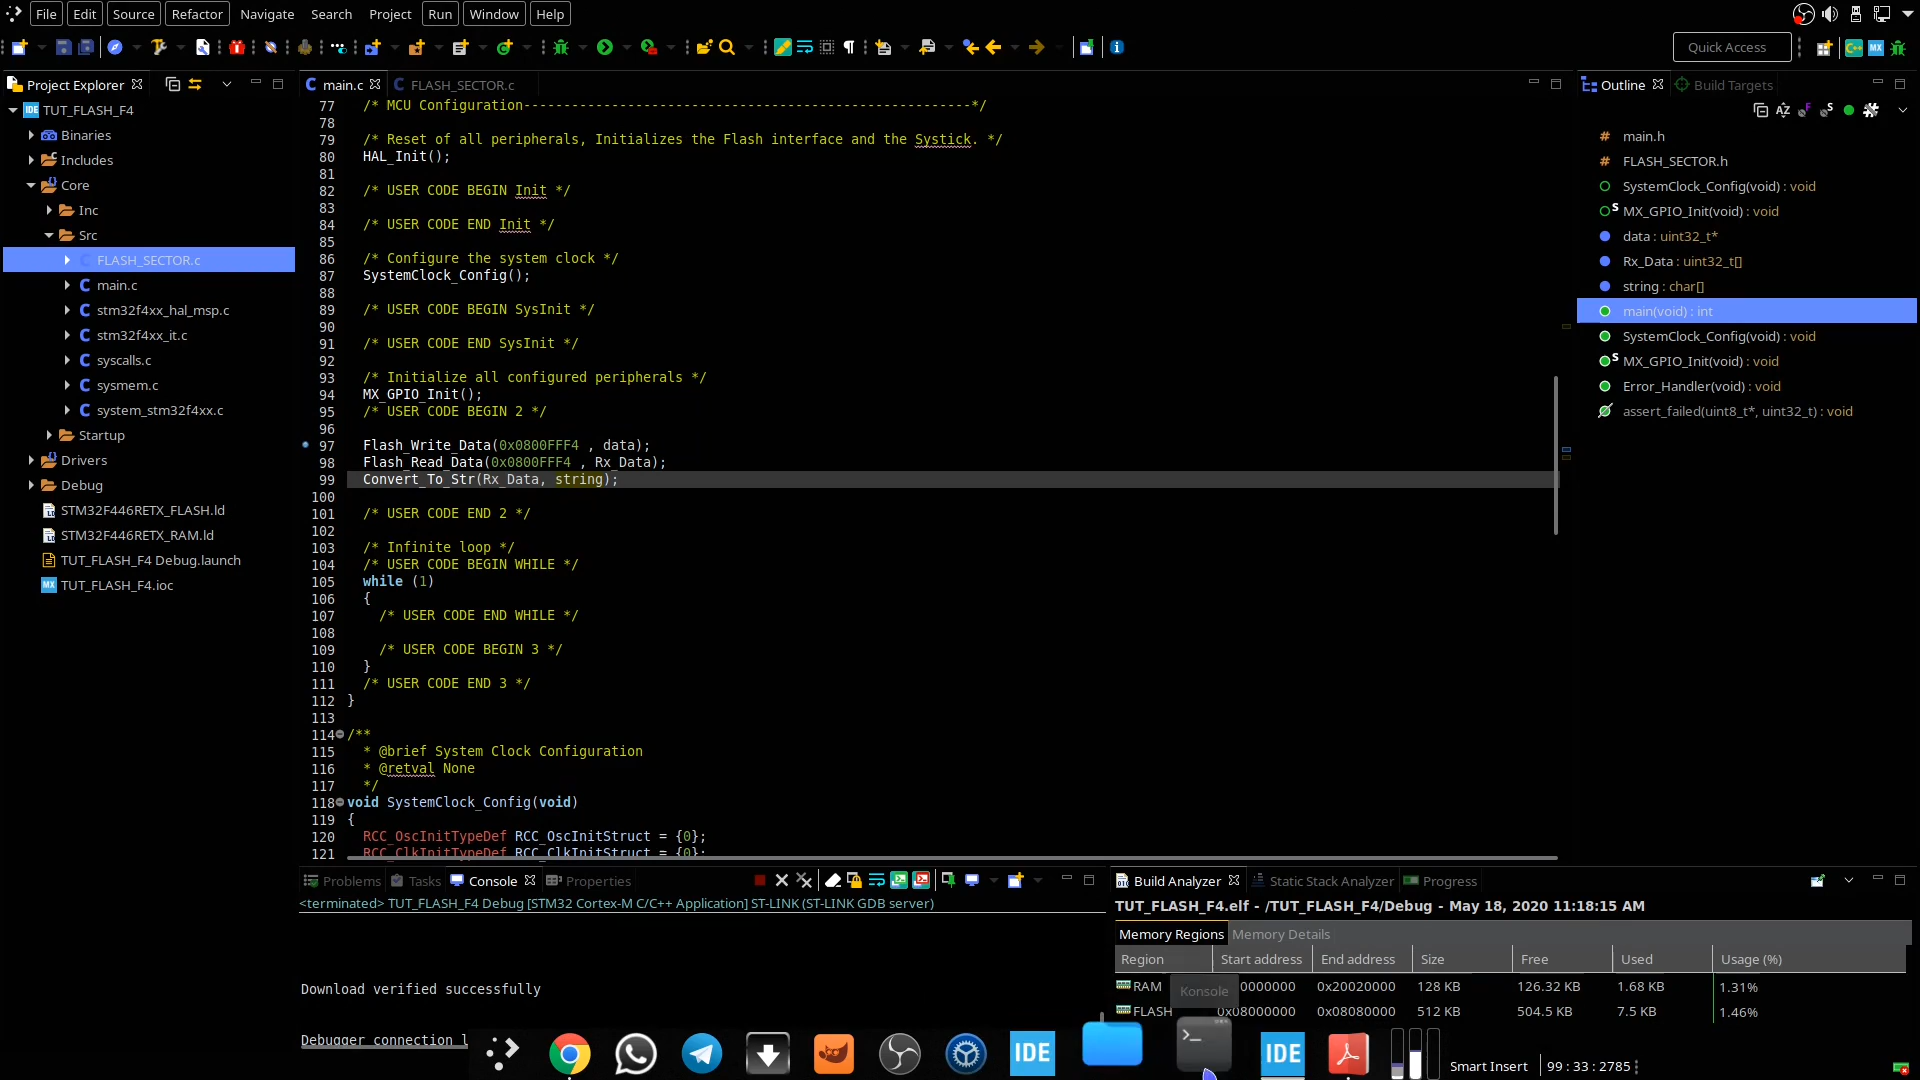 File Edit Source Refactor Navigate Search Project Run Window Help
Quick Access
Project Explorer
TUT_FLASH_F4
Binaries
Includes
Core
Inc
Src
FLASH_SECTOR.c
main.c
stm32f4xx_hal_msp.c
stm32f4xx_it.c
syscalls.c
sysmem.c
system_stm32f4xx.c
Startup
Drivers
Debug
STM32F446RETX_FLASH.ld
STM32F446RETX_RAM.ld
TUT_FLASH_F4 Debug.launch
TUT_FLASH_F4.ioc
main.c FLASH_SECTOR.c
77 /* MCU Configuration--------------------------------------------------------*/
78
79 /* Reset of all peripherals, Initializes the Flash interface and the Systick. */
80 HAL_Init();
81
82 /* USER CODE BEGIN Init */
83
84 /* USER CODE END Init */
85
86 /* Configure the system clock */
87 SystemClock_Config();
88
89 /* USER CODE BEGIN SysInit */
90
91 /* USER CODE END SysInit */
92
93 /* Initialize all configured peripherals */
94 MX_GPIO_Init();
95 /* USER CODE BEGIN 2 */
96
97 Flash_Write_Data(0x0800FFF4 , data);
98 Flash_Read_Data(0x0800FFF4 , Rx_Data);
99 Convert_To_Str(Rx_Data, string);
100
101 /* USER CODE END 2 */
102
103 /* Infinite loop */
104 /* USER CODE BEGIN WHILE */
105 while (1)
106 {
107 /* USER CODE END WHILE */
108
109 /* USER CODE BEGIN 3 */
110 }
111 /* USER CODE END 3 */
112 }
113
114 /**
115 * @brief System Clock Configuration
116 * @retval None
117 */
118 void SystemClock_Config(void)
119 {
120 RCC_OscInitTypeDef RCC_OscInitStruct = {0};
121 RCC_ClkInitTypeDef RCC_ClkInitStruct = {0};
Outline Build Targets
main.h
FLASH_SECTOR.h
SystemClock_Config(void) : void
MX_GPIO_Init(void) : void
data : uint32_t*
Rx_Data : uint32_t[]
string : char[]
main(void) : int
SystemClock_Config(void) : void
MX_GPIO_Init(void) : void
Error_Handler(void) : void
assert_failed(uint8_t*, uint32_t) : void
Problems Tasks Console Properties
<terminated> TUT_FLASH_F4 Debug [STM32 Cortex-M C/C++ Application] ST-LINK (ST-LINK GDB server)
Download verified successfully
Debugger connection l
Build Analyzer Static Stack Analyzer Progress
TUT_FLASH_F4.elf - /TUT_FLASH_F4/Debug - May 18, 2020 11:18:15 AM
Memory Regions Memory Details
Region Start address End address Size Free Used Usage (%)
RAM 0000000 0x20020000 128 KB 126.32 KB 1.68 KB 1.31%
FLASH 0x08000000 0x08080000 512 KB 504.5 KB 7.5 KB 1.46%
Konsole
IDE IDE
Smart Insert 99 : 33 : 2785